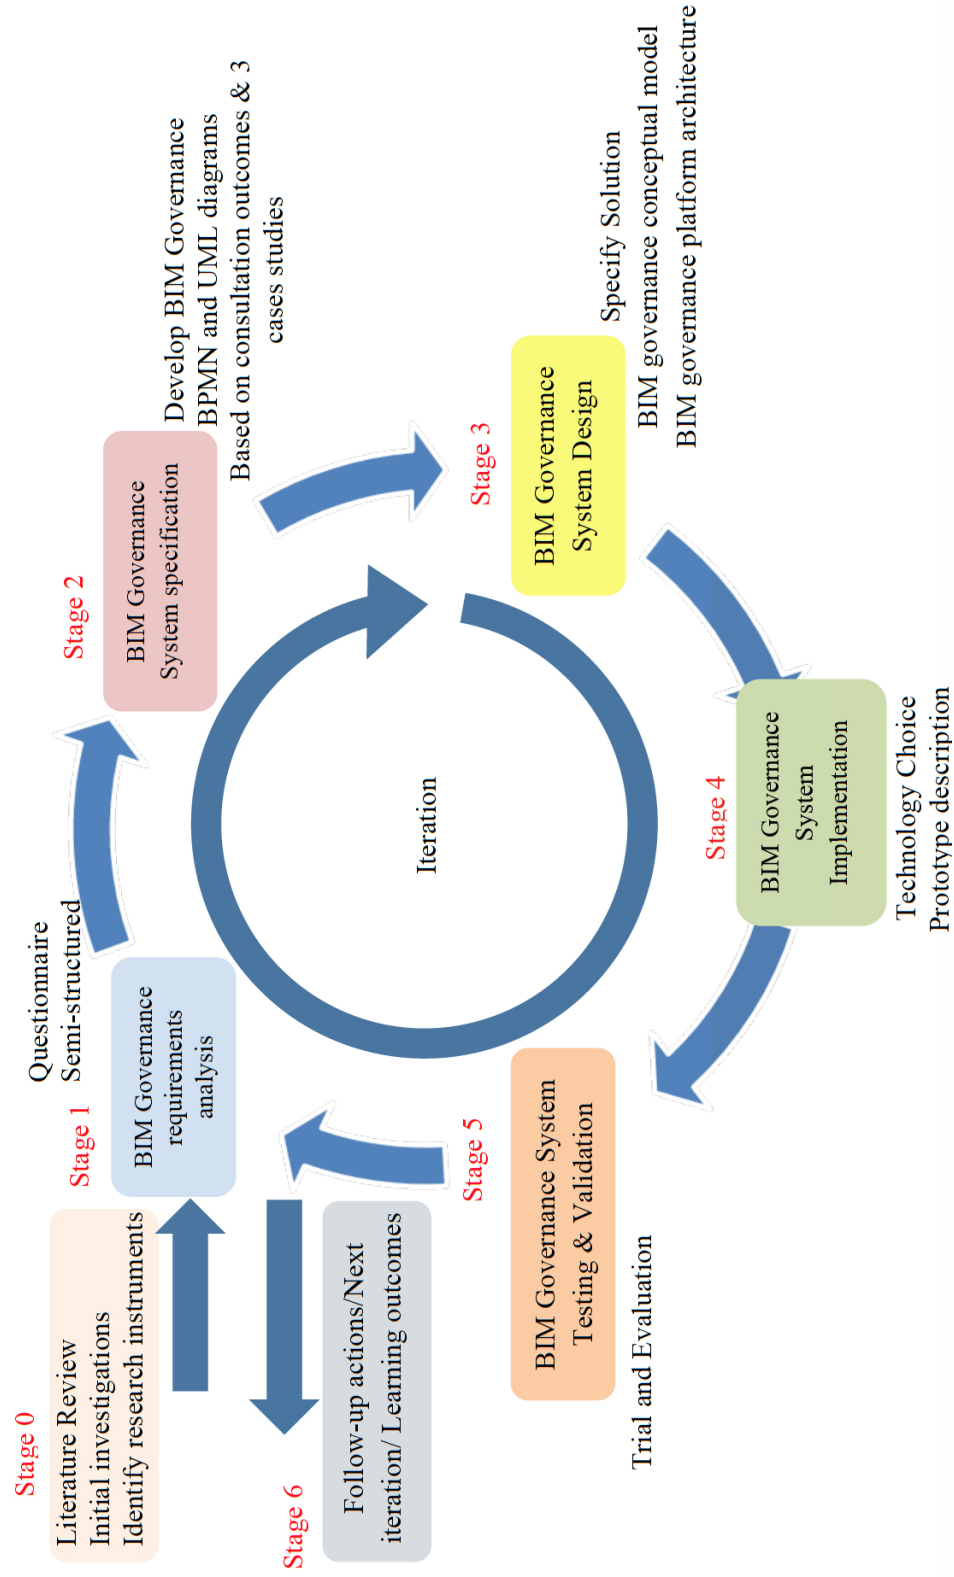 Stage 0
Literature Review
Initial investigations
Identify research instruments
Stage 1
Questionnaire
Semi-structured
BIM Governance
requirements
analysis
Stage 2
BIM Governance
System specification
Develop BIM Governance
BPMN and UML diagrams
Based on consultation outcomes & 3
cases studies
Stage 3
BIM Governance
System Design
Specify Solution
BIM governance conceptual model
BIM governance platform architecture
Iteration
Stage 4
BIM Governance
System
Implementation
Technology Choice
Prototype description
Stage 5
BIM Governance System
Testing & Validation
Trial and Evaluation
Stage 6
Follow-up actions/Next
iteration/ Learning outcomes